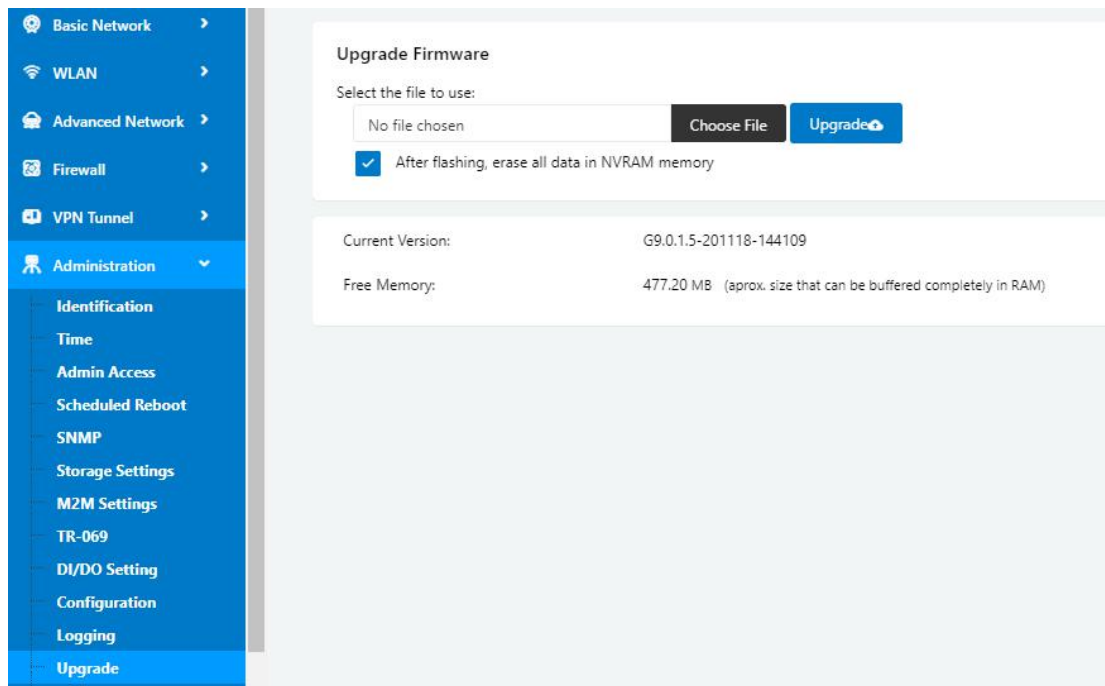 Basic Network
WLAN
Advanced Network
Firewall
VPN Tunnel
Administration
Identification
Time
Admin Access
Scheduled Reboot
SNMP
Storage Settings
M2M Settings
TR-069
DI/DO Setting
Configuration
Logging
Upgrade
Upgrade Firmware
Select the file to use:
No file chosen Choose File Upgrade
After flashing, erase all data in NVRAM memory
Current Version: G9.0.1.5-201118-144109
Free Memory: 477.20 MB (aprox. size that can be buffered completely in RAM)